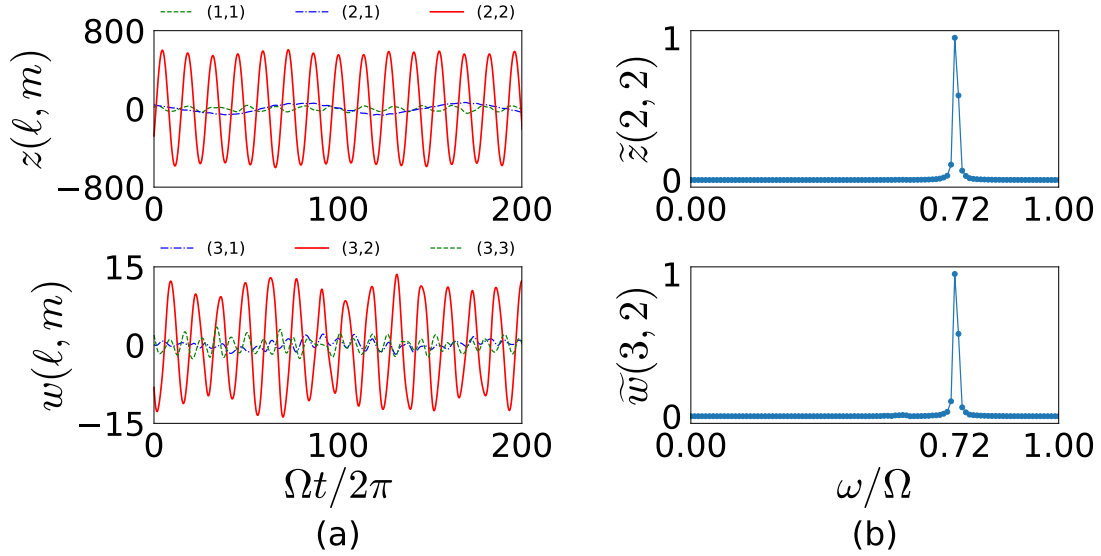 (1,1) (2,1) (2,2)
800
0
−800
z(ℓ, m)
0 100 200
1
0
z̃(2, 2)
0.00 0.72 1.00
(3,1) (3,2) (3,3)
15
0
−15
w(ℓ, m)
0 100 200
Ωt/2π
(a)
1
0
w̃(3, 2)
0.00 0.72 1.00
ω/Ω
(b)